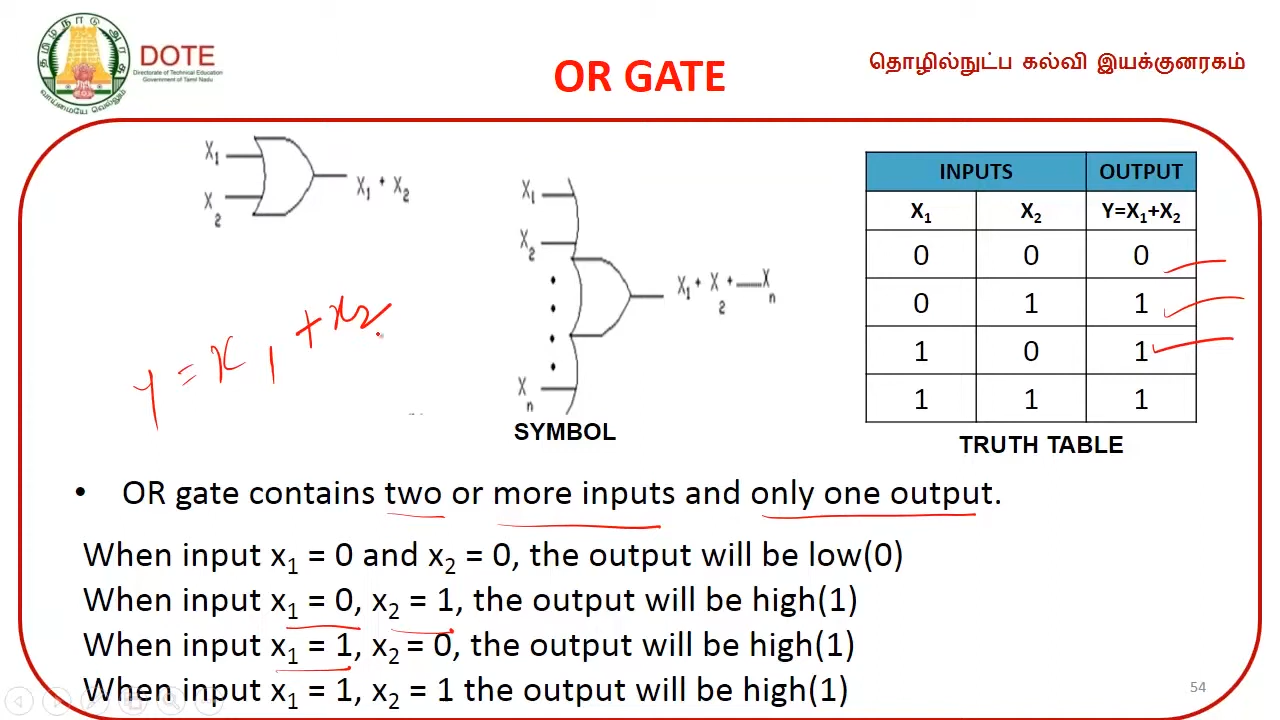 தமிழ்நாடு அரசு
வாய்மையே வெல்லும்
DOTE
Directorate of Technical Education
Government of Tamil Nadu
OR GATE
தொழில்நுட்ப கல்வி இயக்குனரகம்
X₁
X₂
X₁ + X₂
X₁
X₂
Xₙ
X₁ + X₂ + — Xₙ
SYMBOL
y = x₁ + x₂
INPUTS OUTPUT
X₁ X₂ Y=X₁+X₂
0 0 0
0 1 1
1 0 1
1 1 1
TRUTH TABLE
• OR gate contains two or more inputs and only one output.
When input x₁ = 0 and x₂ = 0, the output will be low(0)
When input x₁ = 0, x₂ = 1, the output will be high(1)
When input x₁ = 1, x₂ = 0, the output will be high(1)
When input x₁ = 1, x₂ = 1 the output will be high(1)
54